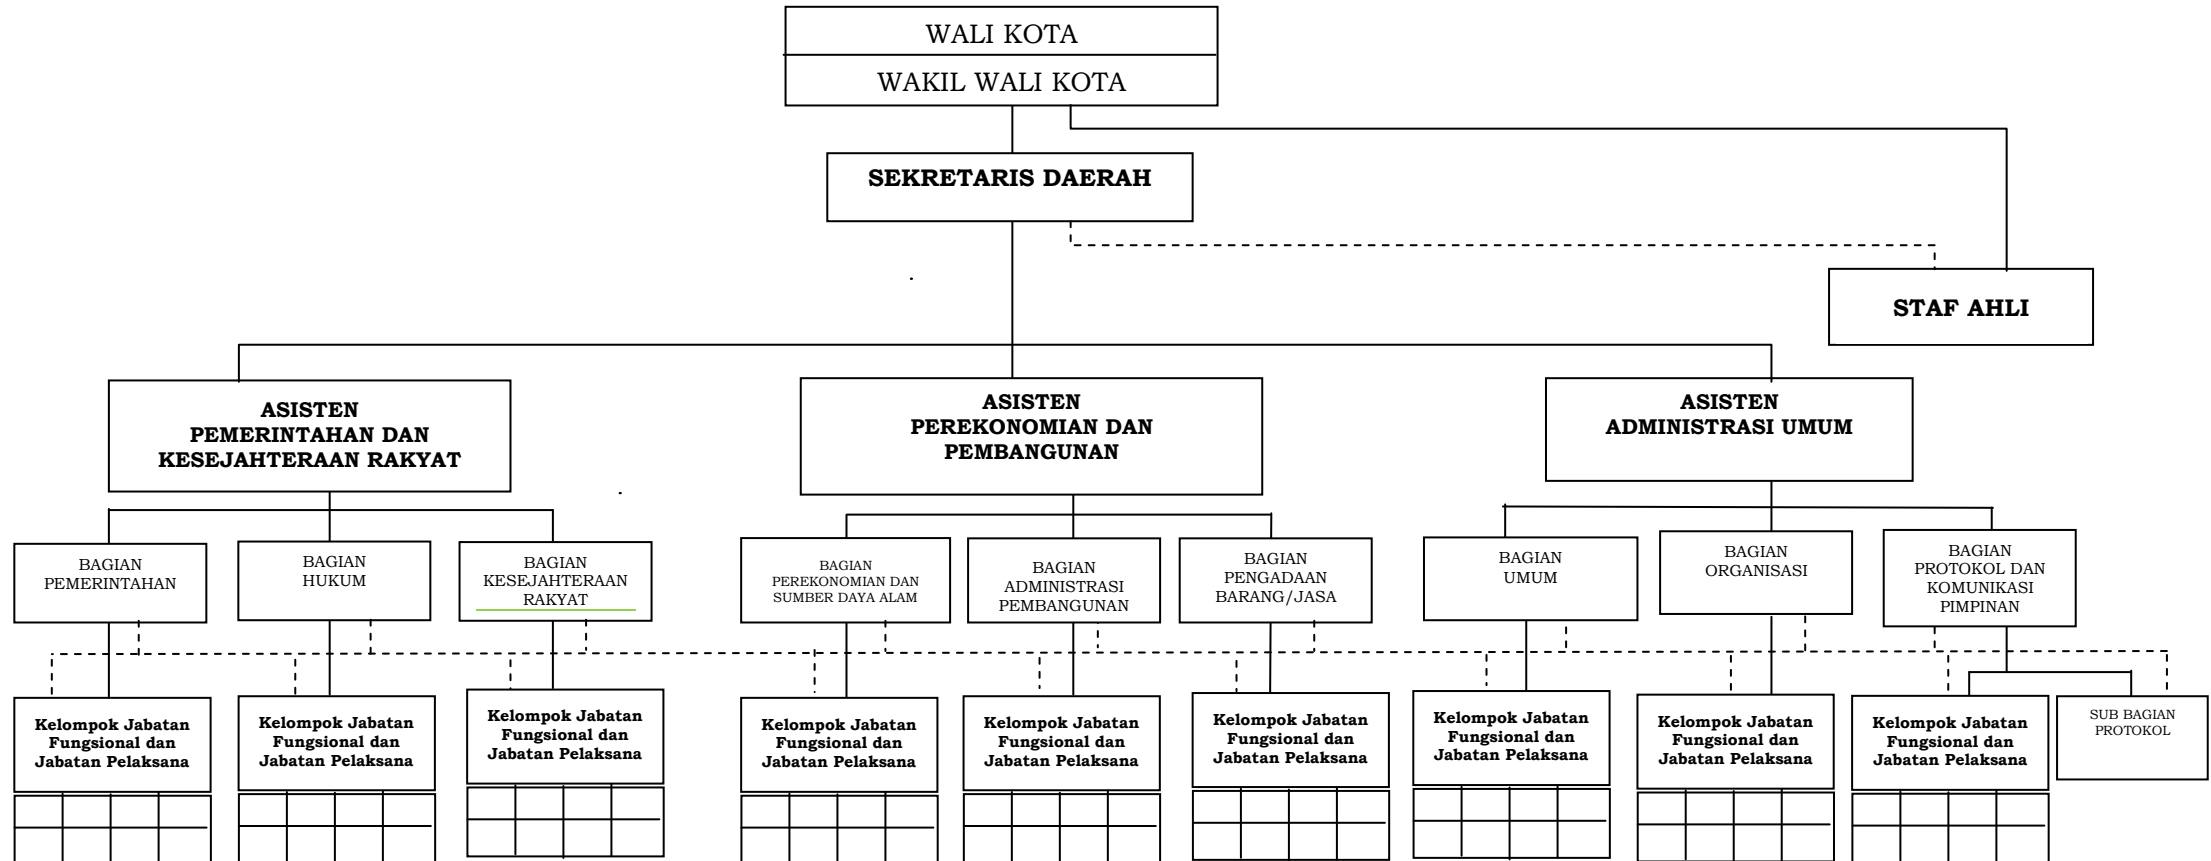 WALI KOTA
WAKIL WALI KOTA
SEKRETARIS DAERAH
STAF AHLI
ASISTEN
PEMERINTAHAN DAN
KESEJAHTERAAN RAKYAT
ASISTEN
PEREKONOMIAN DAN
PEMBANGUNAN
ASISTEN
ADMINISTRASI UMUM
BAGIAN
PEMERINTAHAN
BAGIAN
HUKUM
BAGIAN
KESEJAHTERAAN
RAKYAT
BAGIAN
PEREKONOMIAN DAN
SUMBER DAYA ALAM
BAGIAN
ADMINISTRASI
PEMBANGUNAN
BAGIAN
PENGADAAN
BARANG/JASA
BAGIAN
UMUM
BAGIAN
ORGANISASI
BAGIAN
PROTOKOL DAN
KOMUNIKASI
PIMPINAN
Kelompok Jabatan
Fungsional dan
Jabatan Pelaksana
Kelompok Jabatan
Fungsional dan
Jabatan Pelaksana
Kelompok Jabatan
Fungsional dan
Jabatan Pelaksana
Kelompok Jabatan
Fungsional dan
Jabatan Pelaksana
Kelompok Jabatan
Fungsional dan
Jabatan Pelaksana
Kelompok Jabatan
Fungsional dan
Jabatan Pelaksana
Kelompok Jabatan
Fungsional dan
Jabatan Pelaksana
Kelompok Jabatan
Fungsional dan
Jabatan Pelaksana
Kelompok Jabatan
Fungsional dan
Jabatan Pelaksana
SUB BAGIAN
PROTOKOL